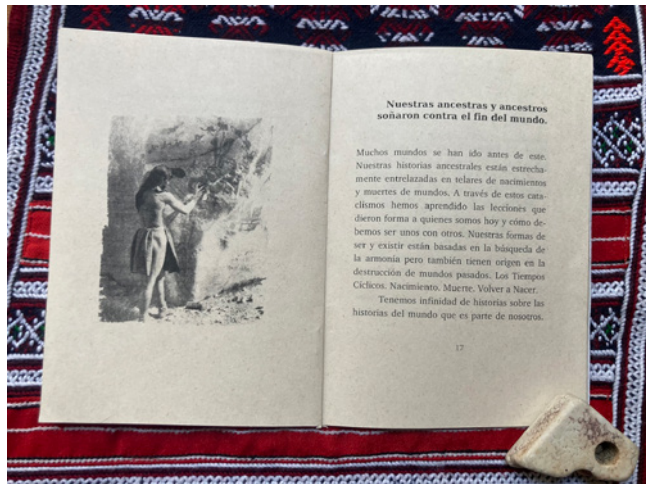 Nuestras ancestras y ancestros
soñaron contra el fin del mundo.
Muchos mundos se han ido antes de este.
Nuestras historias ancestrales están estrecha-
mente entrelazadas en telares de nacimientos
y muertes de mundos. A través de estos cata-
clismos hemos aprendido las lecciones que
dieron forma a quienes somos hoy y cómo de-
bemos ser unos con otros. Nuestras formas de
ser y existir están basadas en la búsqueda de
la armonía pero también tienen origen en la
destrucción de mundos pasados. Los Tiempos
Cíclicos. Nacimiento. Muerte. Volver a Nacer.
Tenemos infinidad de historias sobre las
historias del mundo que es parte de nosotros.
17